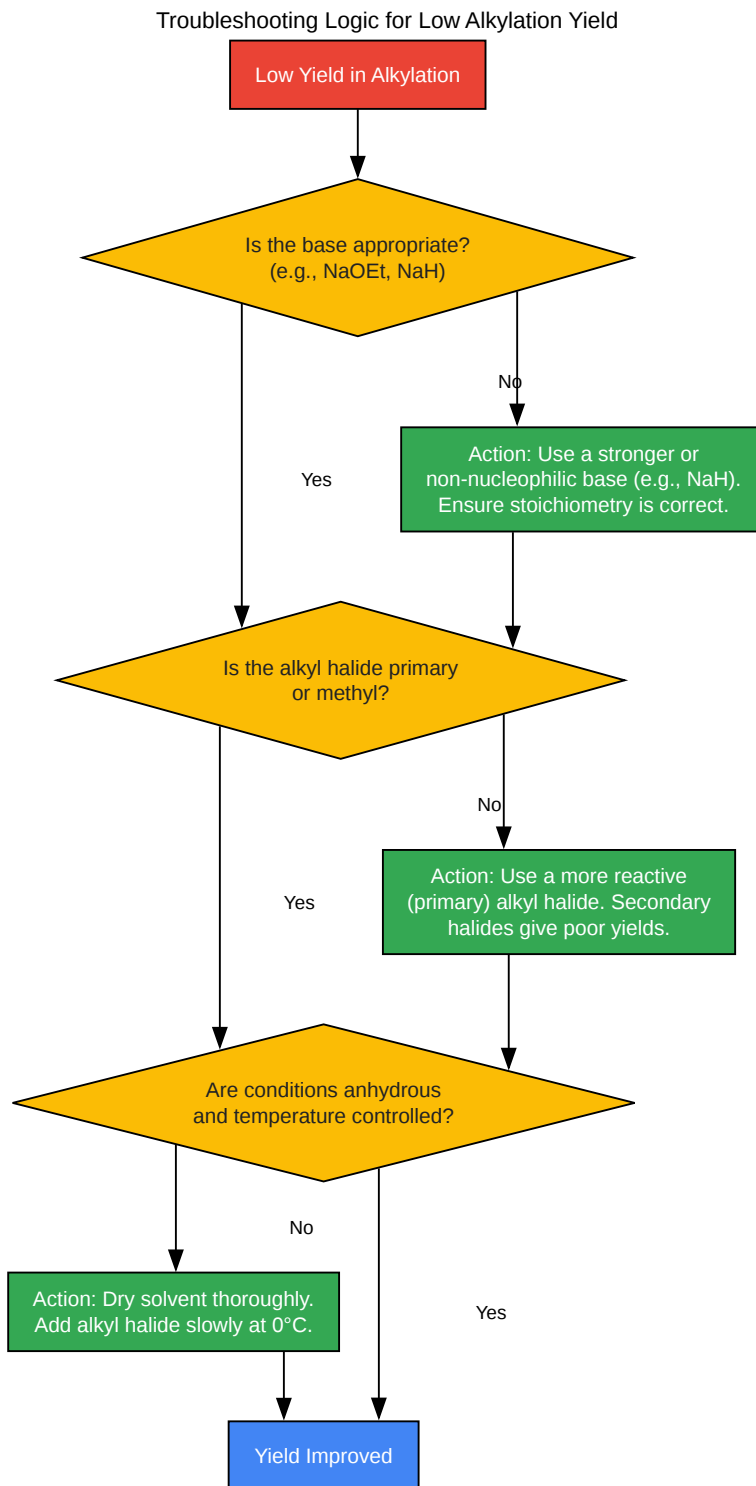 Troubleshooting Logic for Low Alkylation Yield
Low Yield in Alkylation
Is the base appropriate?
(e.g., NaOEt, NaH)
No
Action: Use a stronger or
non-nucleophilic base (e.g., NaH).
Ensure stoichiometry is correct.
Yes
Is the alkyl halide primary
or methyl?
No
Action: Use a more reactive
(primary) alkyl halide. Secondary
halides give poor yields.
Yes
Are conditions anhydrous
and temperature controlled?
No
Action: Dry solvent thoroughly.
Add alkyl halide slowly at 0°C.
Yes
Yield Improved